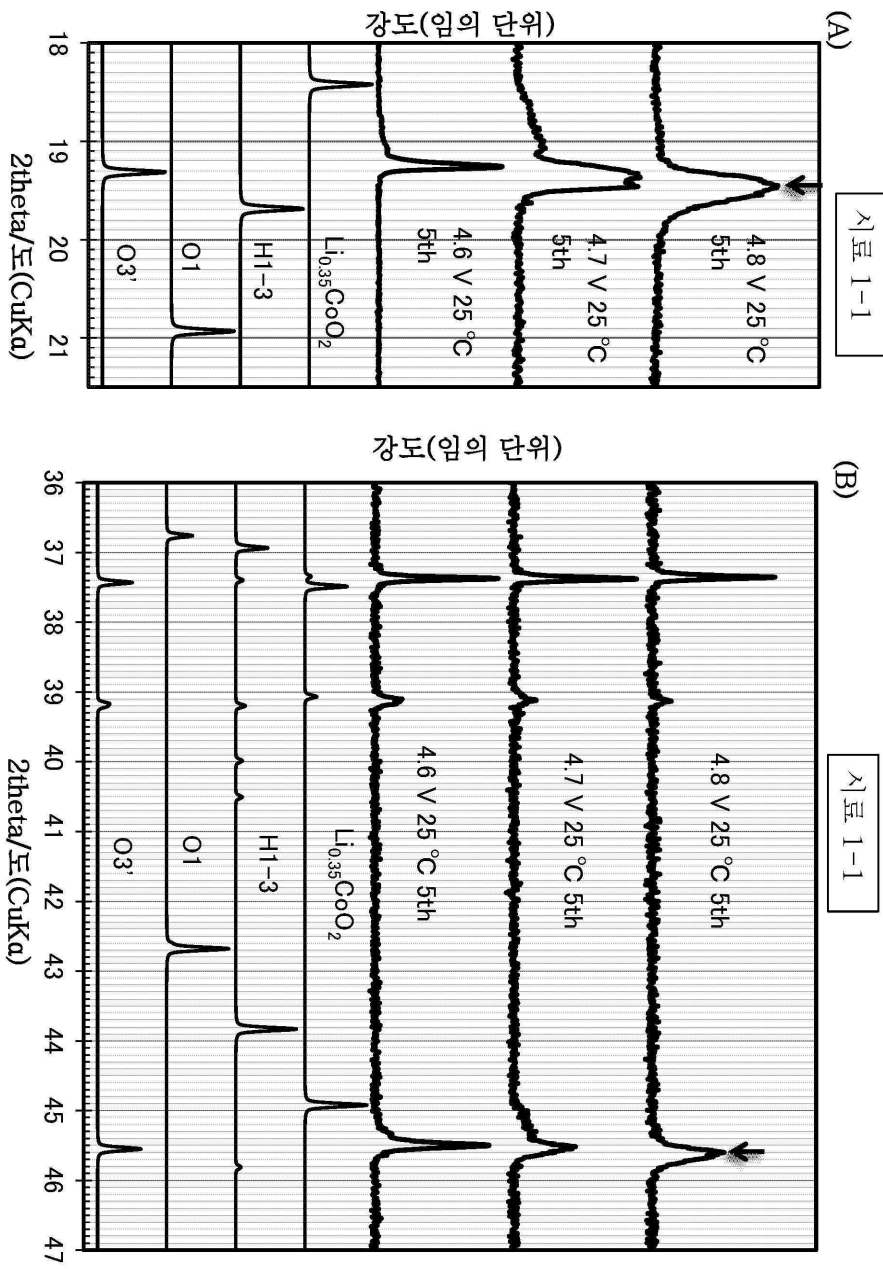 (A)
시료 1-1
강도(임의 단위)
4.8 V 25 °C
5th
4.7 V 25 °C
5th
4.6 V 25 °C
5th
Li0.35CoO2
H1-3
O1
O3'
18 19 20 21
2theta/도(CuKα)
(B)
시료 1-1
강도(임의 단위)
4.8 V 25 °C 5th
4.7 V 25 °C 5th
4.6 V 25 °C 5th
Li0.35CoO2
H1-3
O1
O3'
36 37 38 39 40 41 42 43 44 45 46 47
2theta/도(CuKα)